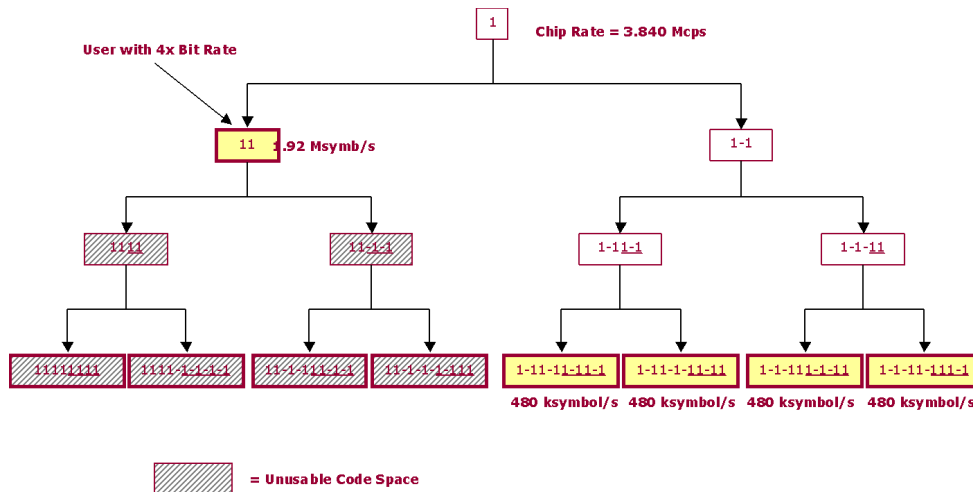 1
Chip Rate = 3.840 Mcps
User with 4x Bit Rate
11
1.92 Msymb/s
1-1
1111
11-1-1
1-11-1
1-1-11
11111111
1111-1-1-1-1
11-1-111-1-1
11-1-1-1-111
1-11-11-11-1
1-11-1-11-11
1-1-111-1-11
1-1-11-111-1
480 ksymbol/s
480 ksymbol/s
480 ksymbol/s
480 ksymbol/s
= Unusable Code Space